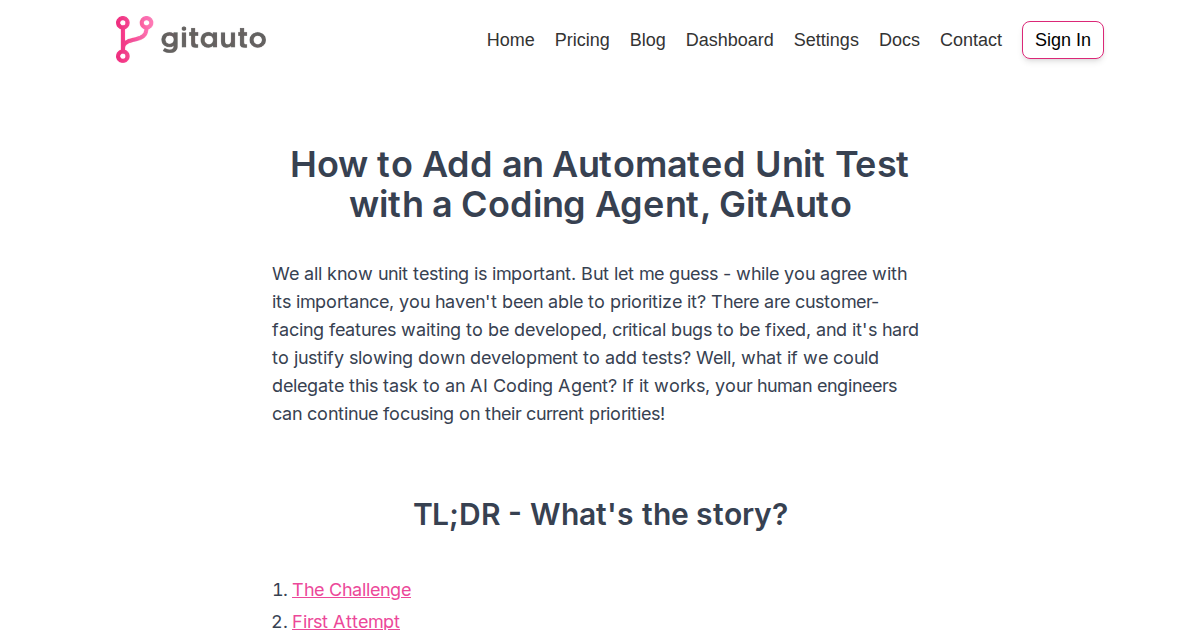 gitauto
Home Pricing Blog Dashboard Settings Docs Contact Sign In
How to Add an Automated Unit Test
with a Coding Agent, GitAuto
We all know unit testing is important. But let me guess - while you agree with
its importance, you haven't been able to prioritize it? There are customer-
facing features waiting to be developed, critical bugs to be fixed, and it's hard
to justify slowing down development to add tests? Well, what if we could
delegate this task to an AI Coding Agent? If it works, your human engineers
can continue focusing on their current priorities!
TL;DR - What's the story?
1. The Challenge
2. First Attempt